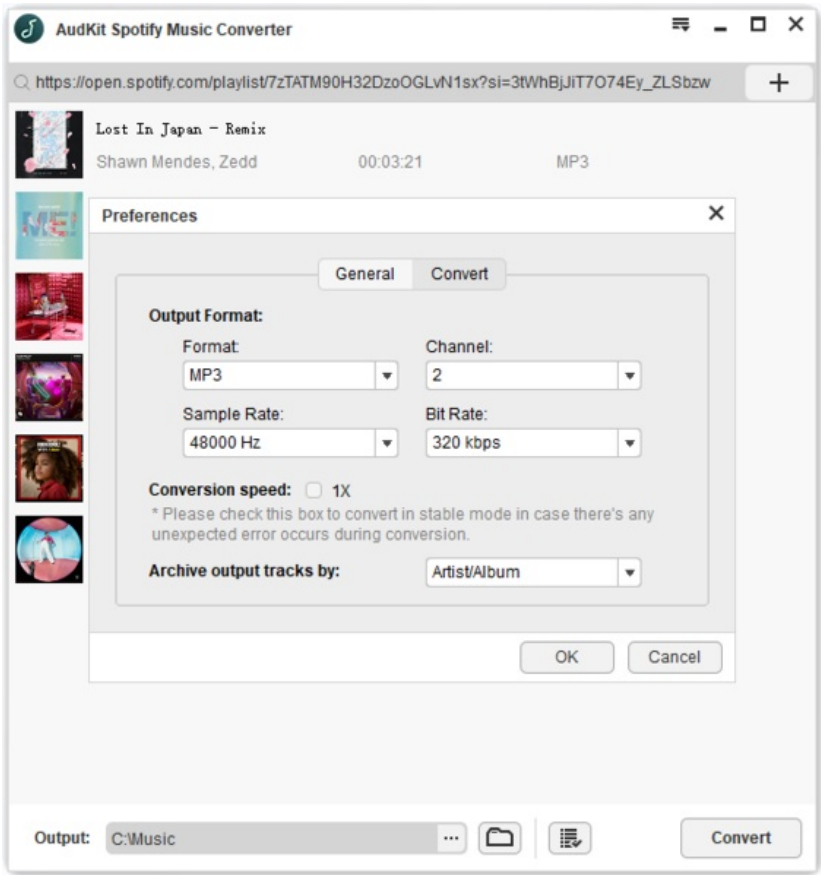 AudKit Spotify Music Converter
https://open.spotify.com/playlist/7zTATM90H32DzoOGLvN1sx?si=3tWhBjJiT7O74Ey_ZLSbzw
Lost In Japan - Remix
Shawn Mendes, Zedd 00:03:21 MP3
ME!
Preferences
General Convert
Output Format:
Format: Channel:
MP3 2
Sample Rate: Bit Rate:
48000 Hz 320 kbps
Conversion speed: 1X
* Please check this box to convert in stable mode in case there's any
unexpected error occurs during conversion.
Archive output tracks by: Artist/Album
OK Cancel
Output: C:\Music ... Convert